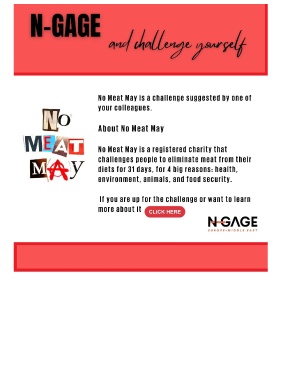 N-GAGE
and challenge yourself
No Meat May is a challenge suggested by one of
your colleagues.
About No Meat May
No Meat May is a registered charity that
challenges people to eliminate meat from their
diets for 31 days, for 4 big reasons: health,
environment, animals, and food security.
If you are up for the challenge or want to learn
more about it CLICK HERE
No
MEAT
MAy
N-GAGE
EUROPE+MIDDLE EAST